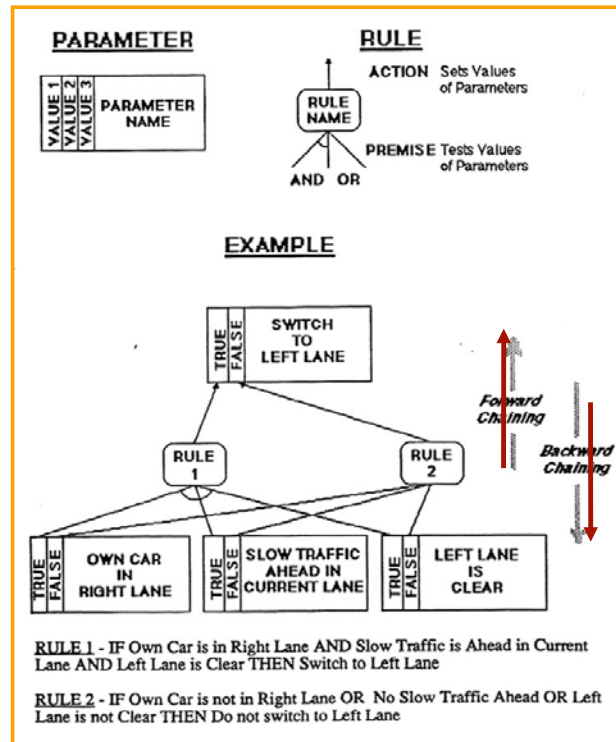 PARAMETER
RULE
VALUE 1
VALUE 2
VALUE 3
PARAMETER
NAME
ACTION Sets Values
of Parameters
RULE
NAME
PREMISE Tests Values
of Parameters
AND OR
EXAMPLE
TRUE
FALSE
SWITCH
TO
LEFT LANE
Forward
Chaining
Backward
Chaining
RULE
1
RULE
2
TRUE
FALSE
OWN CAR
IN
RIGHT LANE
TRUE
FALSE
SLOW TRAFFIC
AHEAD IN
CURRENT LANE
TRUE
FALSE
LEFT LANE
IS
CLEAR
RULE 1 - IF Own Car is in Right Lane AND Slow Traffic is Ahead in Current
Lane AND Left Lane is Clear THEN Switch to Left Lane
RULE 2 - IF Own Car is not in Right Lane OR No Slow Traffic Ahead OR Left
Lane is not Clear THEN Do not switch to Left Lane